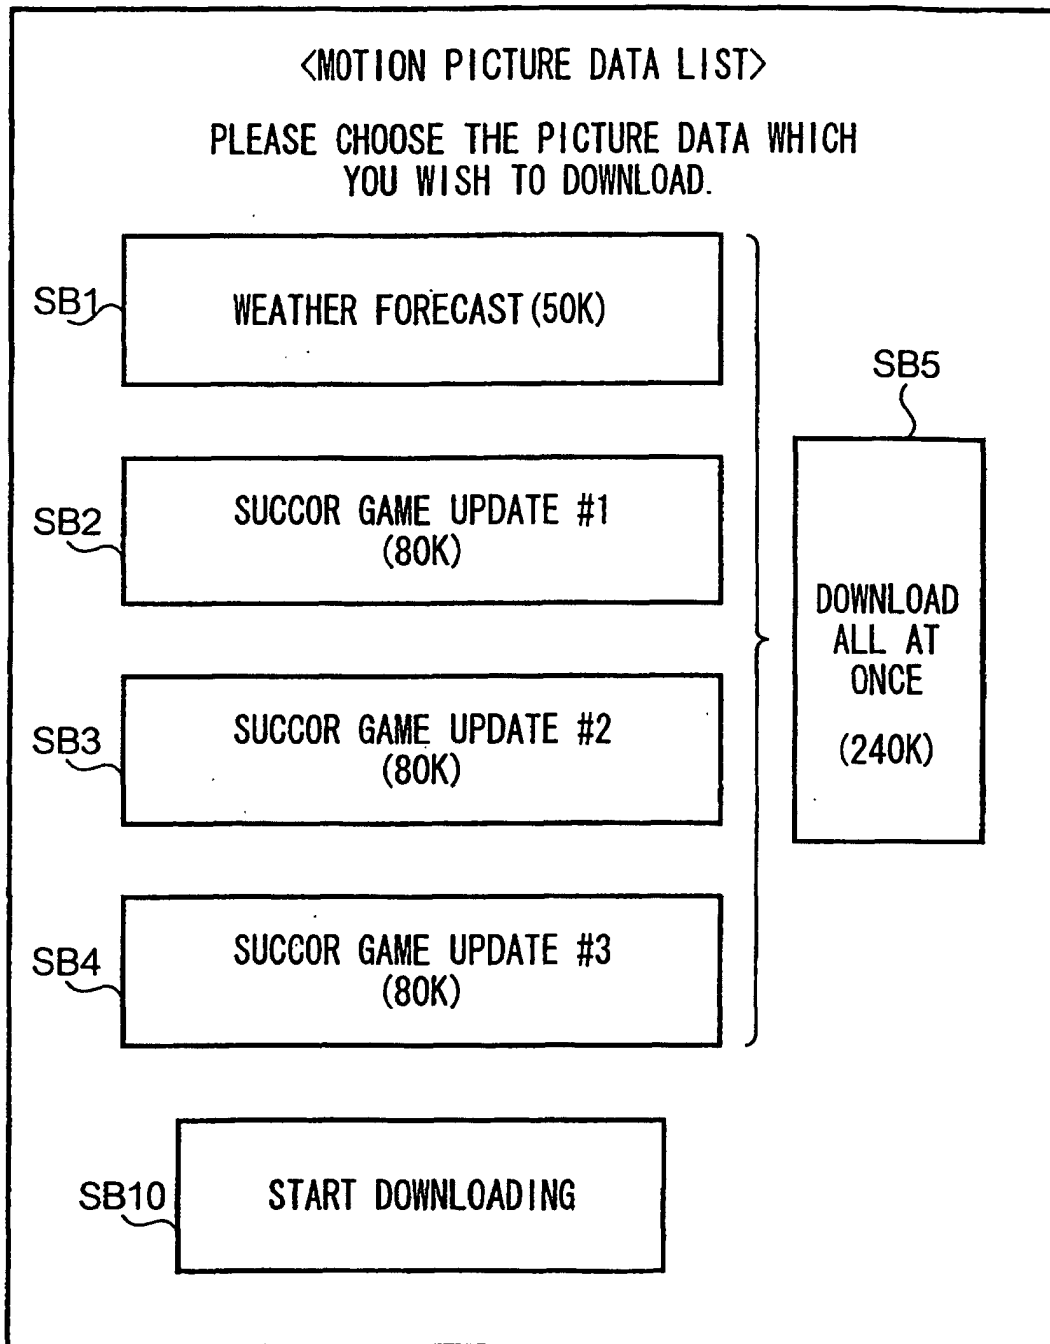 <MOTION PICTURE DATA LIST>
PLEASE CHOOSE THE PICTURE DATA WHICH
YOU WISH TO DOWNLOAD.
SB1
WEATHER FORECAST (50K)
SB2
SUCCOR GAME UPDATE #1
(80K)
SB3
SUCCOR GAME UPDATE #2
(80K)
SB4
SUCCOR GAME UPDATE #3
(80K)
SB5
DOWNLOAD
ALL AT
ONCE
(240K)
SB10
START DOWNLOADING